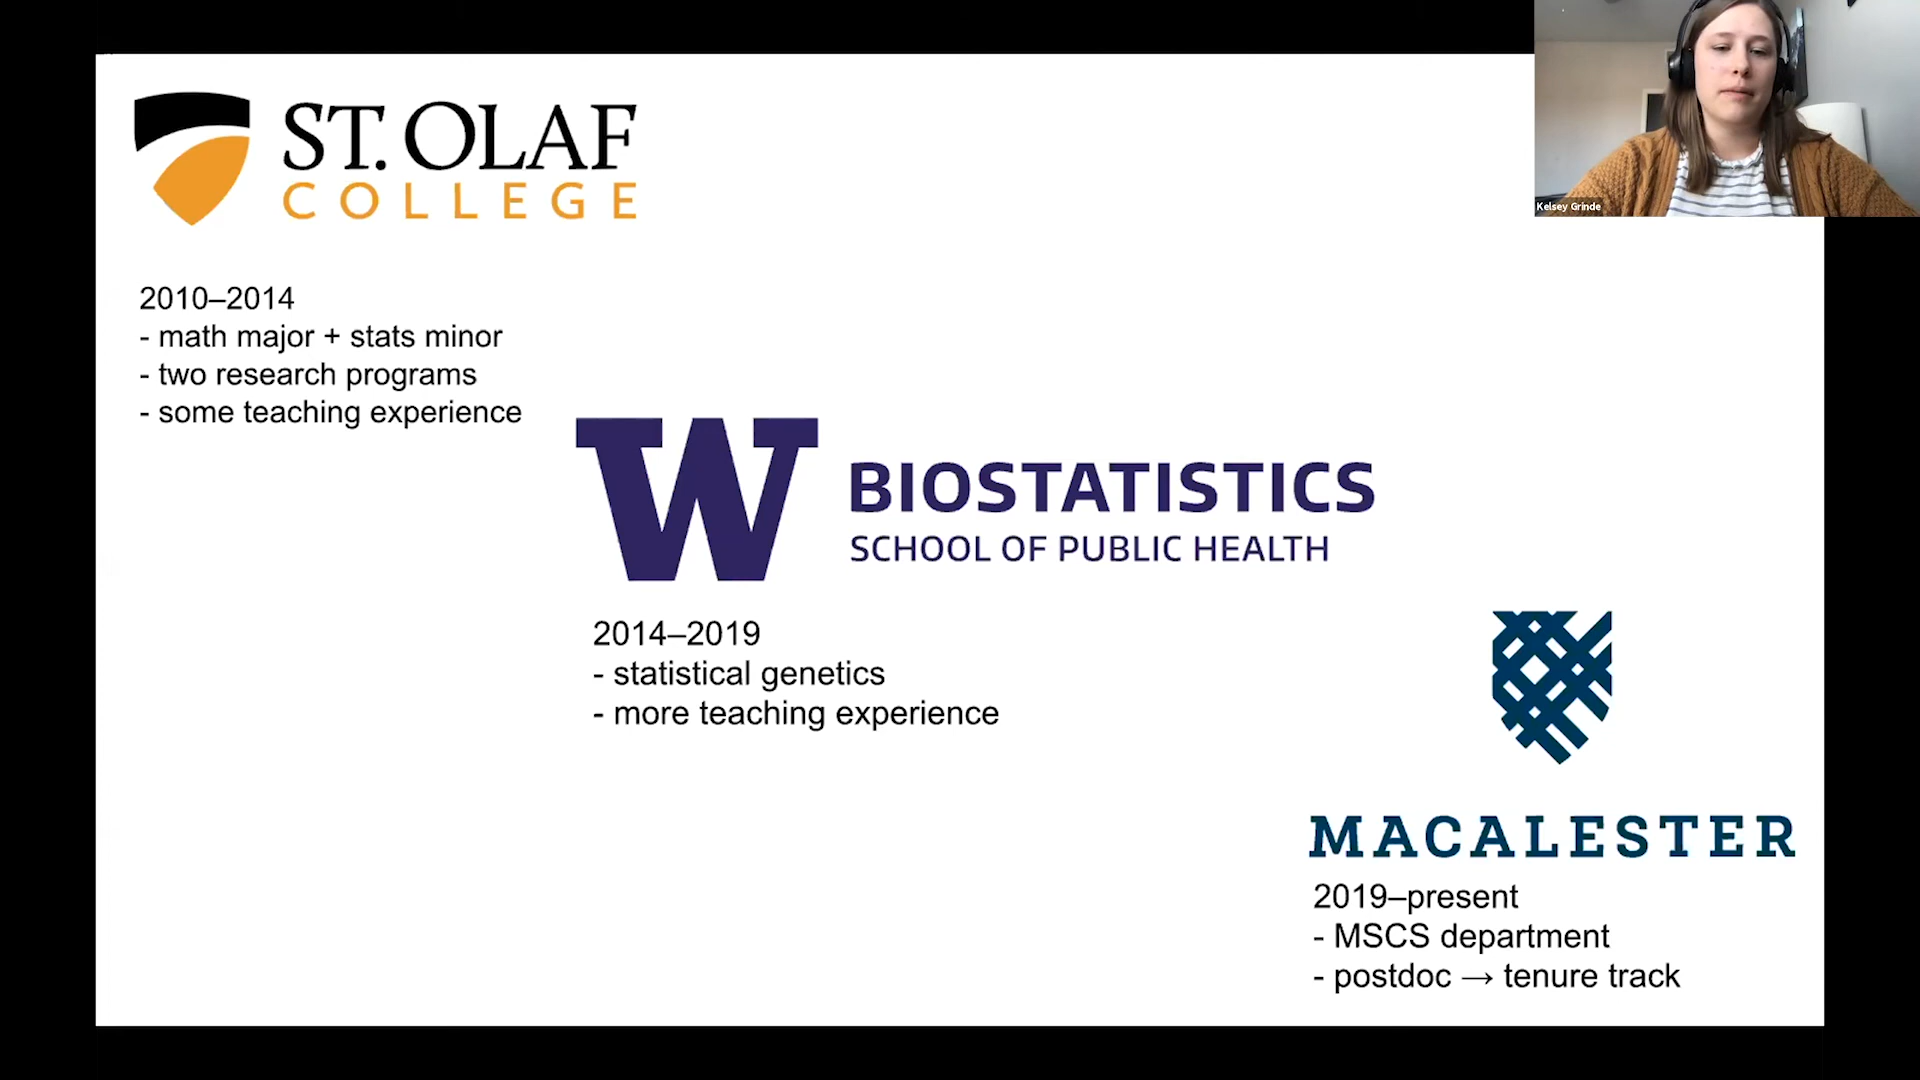 ST. OLAF
COLLEGE
Kelsey Grinde
2010–2014
- math major + stats minor
- two research programs
- some teaching experience
W
BIOSTATISTICS
SCHOOL OF PUBLIC HEALTH
2014–2019
- statistical genetics
- more teaching experience
MACALESTER
2019–present
- MSCS department
- postdoc → tenure track